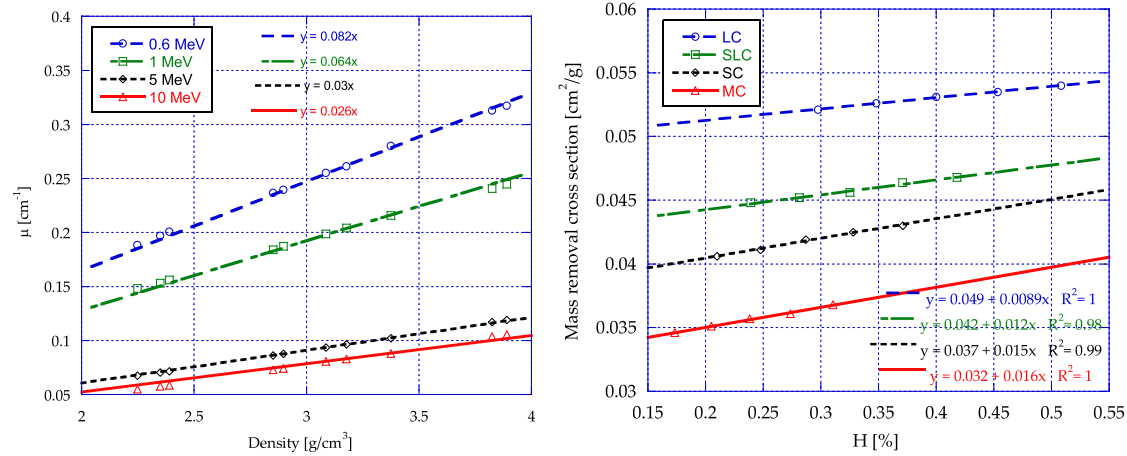 0.6 MeV
1 MeV
5 MeV
10 MeV
y = 0.082x
y = 0.064x
y = 0.03x
y = 0.026x
0.4
0.35
0.3
0.25
0.2
0.15
0.1
0.05
μ [cm⁻¹]
2
2.5
3
3.5
4
Density [g/cm³]
LC
SLC
SC
MC
0.06
0.055
0.05
0.045
0.04
0.035
0.03
Mass removal cross section [cm²/g]
y = 0.049 + 0.0089x R²= 1
y = 0.042 + 0.012x R²= 0.98
y = 0.037 + 0.015x R²= 0.99
y = 0.032 + 0.016x R²= 1
0.15
0.2
0.25
0.3
0.35
0.4
0.45
0.5
0.55
H [%]